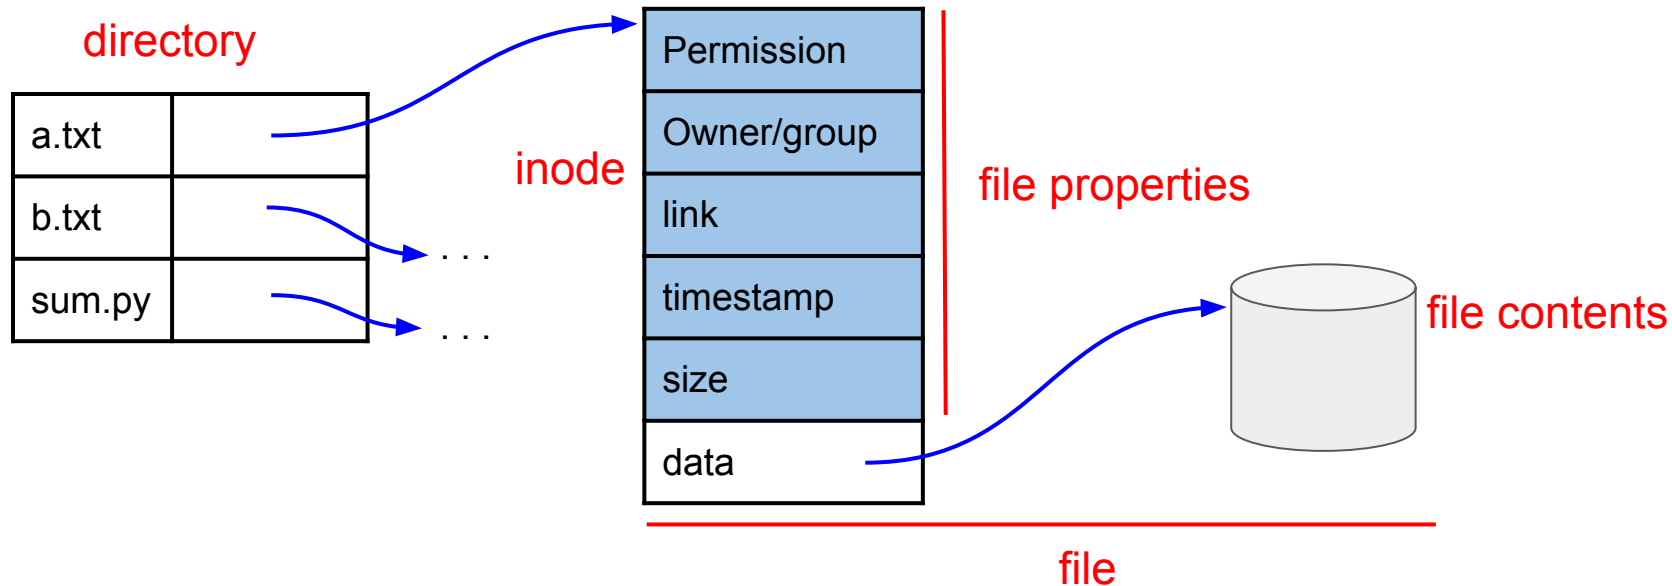 directory
a.txt
b.txt
sum.py
. . .
. . .
inode
Permission
Owner/group
link
timestamp
size
data
file properties
file contents
file